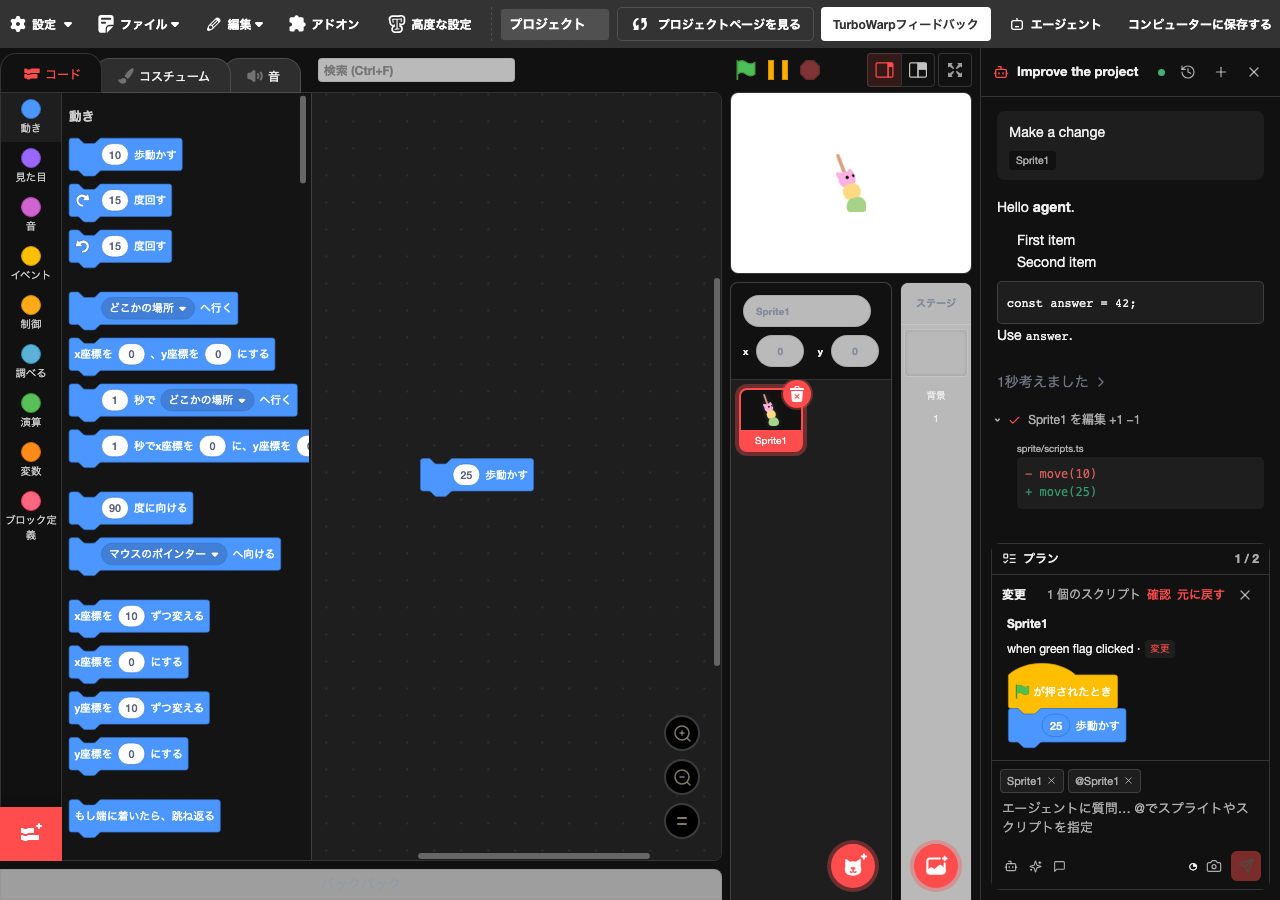 設定
ファイル
編集
アドオン
高度な設定
プロジェクト
プロジェクトページを見る
TurboWarpフィードバック
エージェント
コンピューターに保存する
コード
コスチューム
音
検索 (Ctrl+F)
動き
見た目
音
イベント
制御
調べる
演算
変数
ブロック定
義
動き
10 歩動かす
15 度回す
15 度回す
どこかの場所 へ行く
x座標を 0 、y座標を 0 にする
1 秒で どこかの場所 へ行く
1 秒でx座標を 0 に、y座標を
90 度に向ける
マウスのポインター へ向ける
x座標を 10 ずつ変える
x座標を 0 にする
y座標を 10 ずつ変える
y座標を 0 にする
もし端に着いたら、跳ね返る
25 歩動かす
バックパック
Sprite1
x 0 y 0
Sprite1
ステージ
背景
1
Improve the project
Make a change
Sprite1
Hello agent.
First item
Second item
const answer = 42;
Use answer.
1秒考えました
Sprite1 を編集 +1 −1
sprite/scripts.ts
− move(10)
+ move(25)
プラン 1 / 2
変更 1 個のスクリプト 確認 元に戻す
Sprite1
when green flag clicked · 変更
が押されたとき
25 歩動かす
Sprite1 @Sprite1
エージェントに質問... @でスプライトやス
クリプトを指定